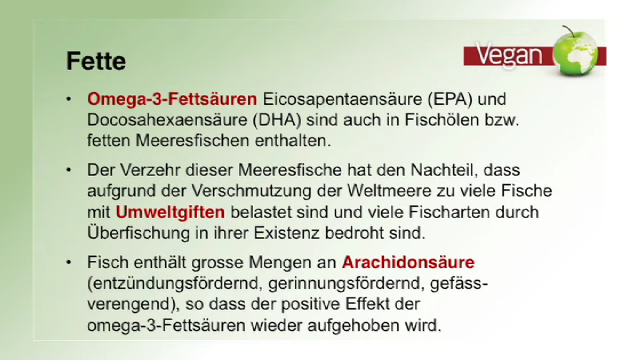 Fette
Vegan
• Omega-3-Fettsäuren Eicosapentaensäure (EPA) und
Docosahexaensäure (DHA) sind auch in Fischölen bzw.
fetten Meeresfischen enthalten.
• Der Verzehr dieser Meeresfische hat den Nachteil, dass
aufgrund der Verschmutzung der Weltmeere zu viele Fische
mit Umweltgiften belastet sind und viele Fischarten durch
Überfischung in ihrer Existenz bedroht sind.
• Fisch enthält grosse Mengen an Arachidonsäure
(entzündungsfördernd, gerinnungsfördernd, gefäss-
verengend), so dass der positive Effekt der
omega-3-Fettsäuren wieder aufgehoben wird.